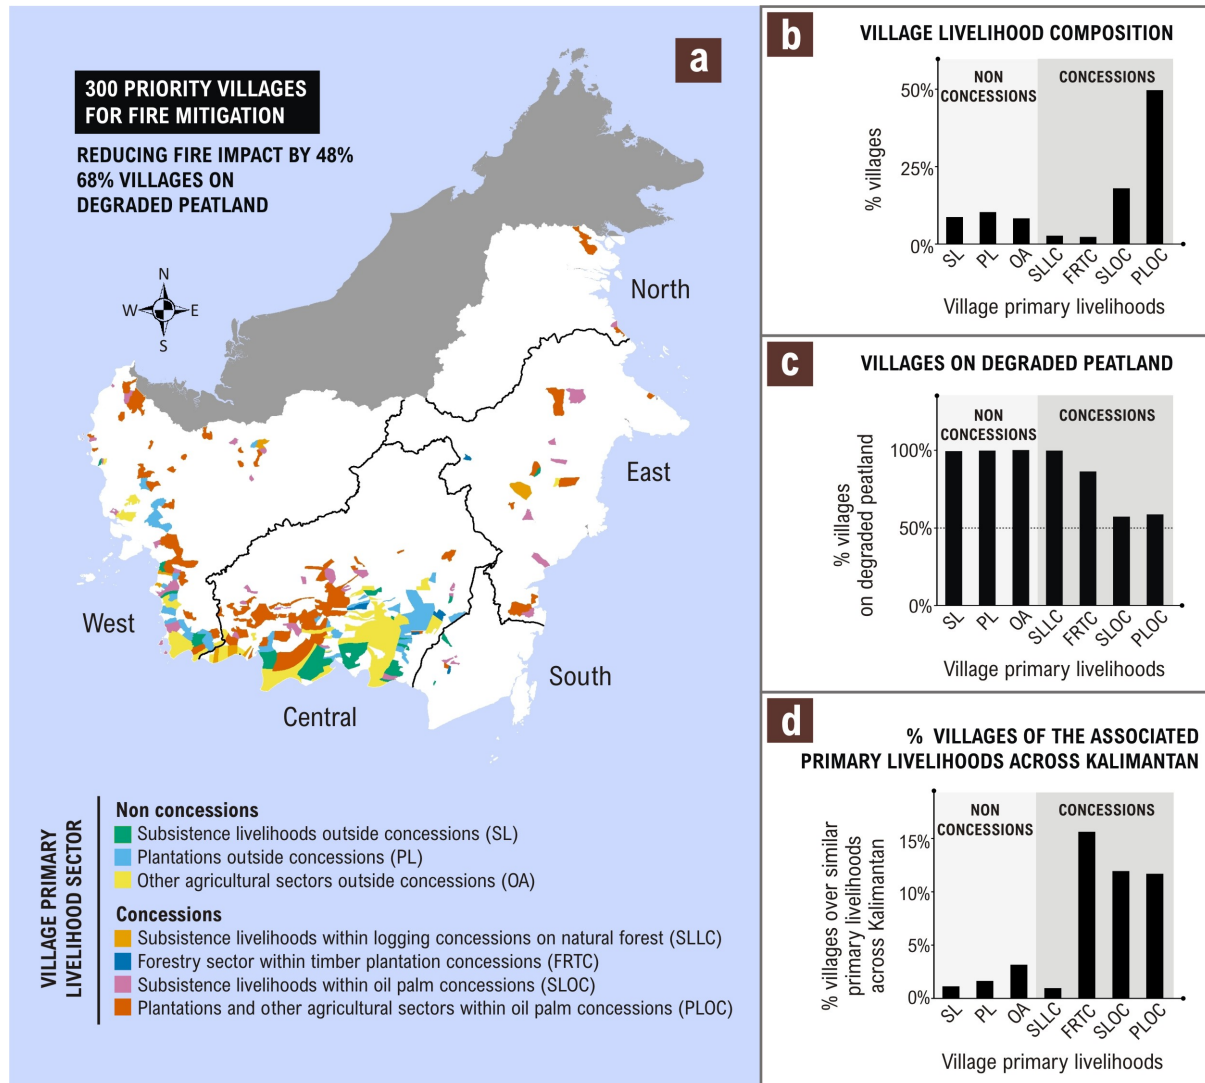 a
300 PRIORITY VILLAGES
FOR FIRE MITIGATION
REDUCING FIRE IMPACT BY 48%
68% VILLAGES ON
DEGRADED PEATLAND
N
W
E
S
North
East
West
South
Central
VILLAGE PRIMARY
LIVELIHOOD SECTOR
Non concessions
Subsistence livelihoods outside concessions (SL)
Plantations outside concessions (PL)
Other agricultural sectors outside concessions (OA)
Concessions
Subsistence livelihoods within logging concessions on natural forest (SLLC)
Forestry sector within timber plantation concessions (FRTC)
Subsistence livelihoods within oil palm concessions (SLOC)
Plantations and other agricultural sectors within oil palm concessions (PLOC)
b
VILLAGE LIVELIHOOD COMPOSITION
NON
CONCESSIONS
CONCESSIONS
% villages
50%
25%
0%
SL
PL
OA
SLLC
FRTC
SLOC
PLOC
Village primary livelihoods
c
VILLAGES ON DEGRADED PEATLAND
NON
CONCESSIONS
CONCESSIONS
% villages
on degraded peatland
100%
50%
0%
SL
PL
OA
SLLC
FRTC
SLOC
PLOC
Village primary livelihoods
d
% VILLAGES OF THE ASSOCIATED
PRIMARY LIVELIHOODS ACROSS KALIMANTAN
NON
CONCESSIONS
CONCESSIONS
% villages over similar
primary livelihoods
across Kalimantan
15%
10%
5%
0%
SL
PL
OA
SLLC
FRTC
SLOC
PLOC
Village primary livelihoods